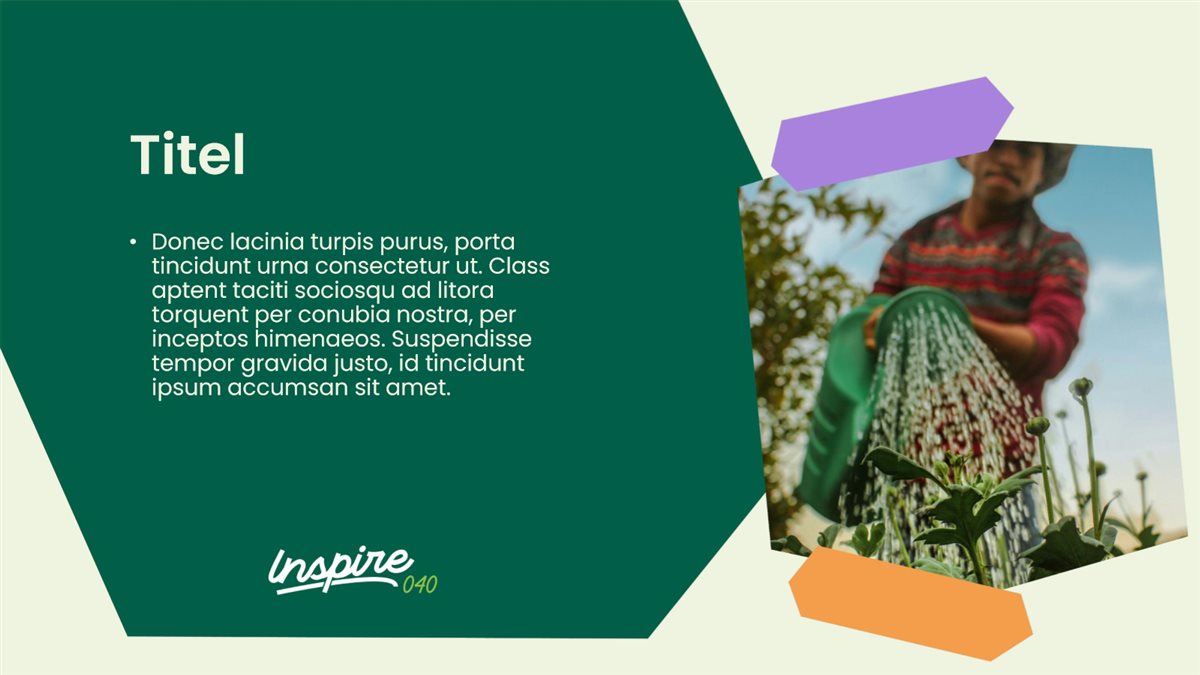 Titel
• Donec lacinia turpis purus, porta
tincidunt urna consectetur ut. Class
aptent taciti sociosqu ad litora
torquent per conubia nostra, per
inceptos himenaeos. Suspendisse
tempor gravida justo, id tincidunt
ipsum accumsan sit amet.
Inspire
040